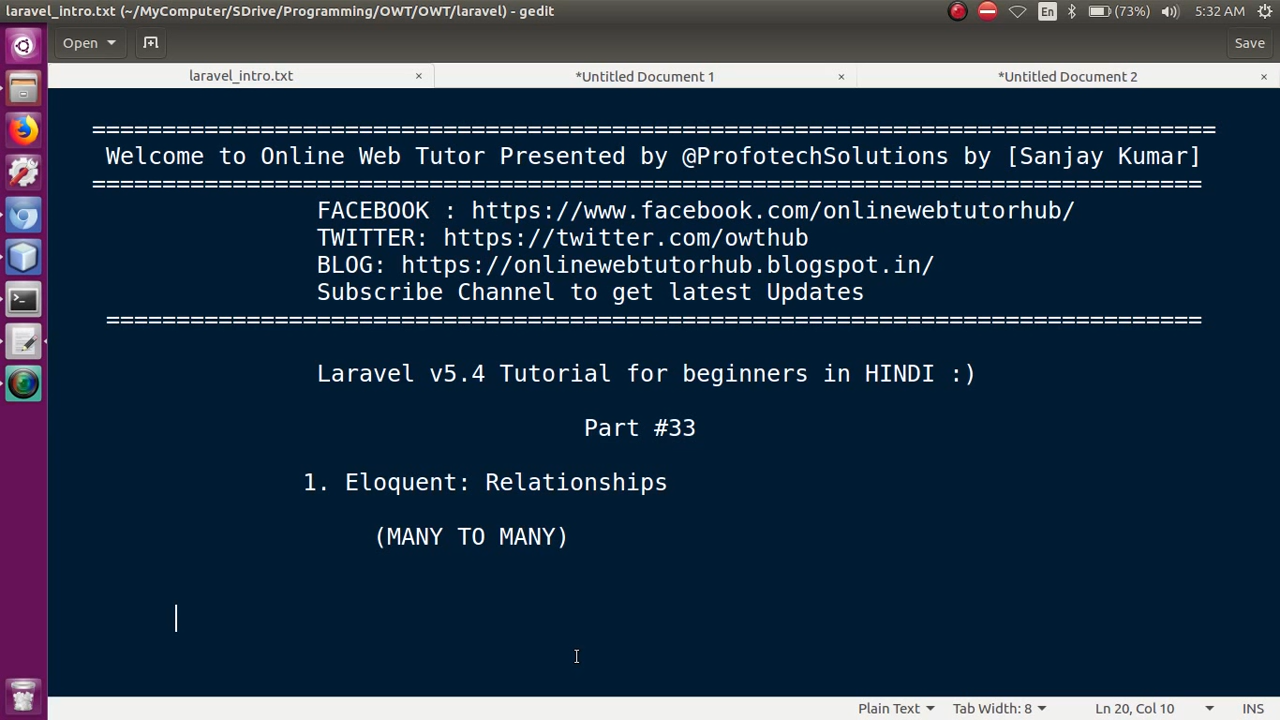 laravel_intro.txt (~/MyComputer/SDrive/Programming/OWT/OWT/laravel) - gedit
En
(73%)
5:32 AM
Open
Save
laravel_intro.txt ×
*Untitled Document 1 ×
*Untitled Document 2 ×
================================================================================
Welcome to Online Web Tutor Presented by @ProfotechSolutions by [Sanjay Kumar]
===============================================================================
FACEBOOK : https://www.facebook.com/onlinewebtutorhub/
TWITTER: https://twitter.com/owthub
BLOG: https://onlinewebtutorhub.blogspot.in/
Subscribe Channel to get latest Updates
==============================================================================
Laravel v5.4 Tutorial for beginners in HINDI :)
Part #33
1. Eloquent: Relationships
(MANY TO MANY)
Plain Text
Tab Width: 8
Ln 20, Col 10
INS